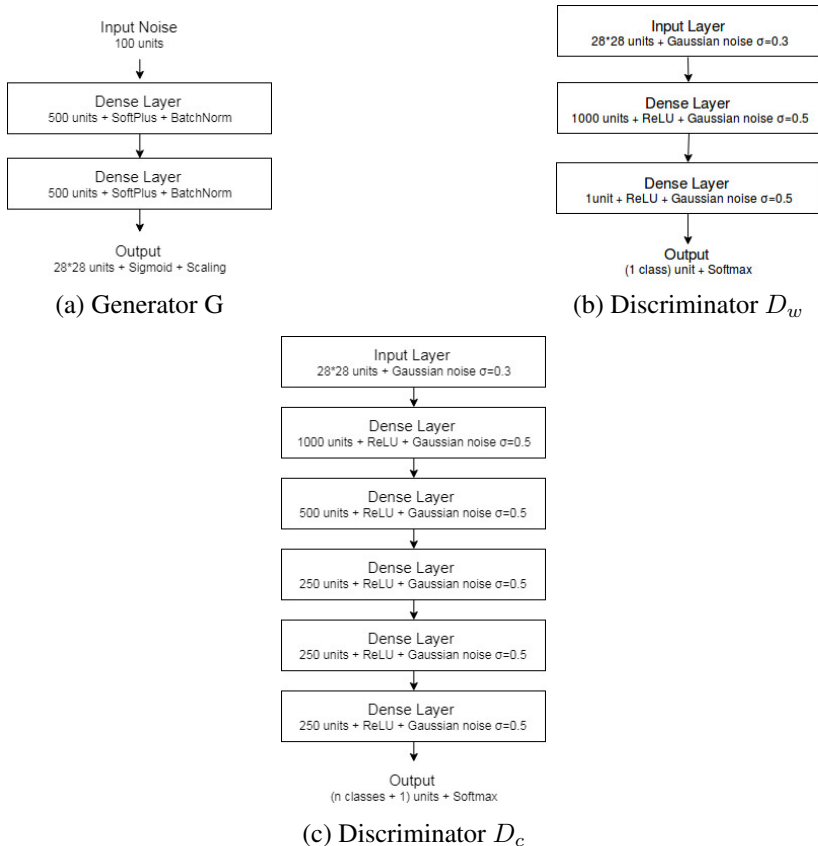 Input Noise
100 units
Dense Layer
500 units + SoftPlus + BatchNorm
Dense Layer
500 units + SoftPlus + BatchNorm
Output
28*28 units + Sigmoid + Scaling
(a) Generator G
Input Layer
28*28 units + Gaussian noise σ=0.3
Dense Layer
1000 units + ReLU + Gaussian noise σ=0.5
Dense Layer
1unit + ReLU + Gaussian noise σ=0.5
Output
(1 class) unit + Softmax
(b) Discriminator D_w
Input Layer
28*28 units + Gaussian noise σ=0.3
Dense Layer
1000 units + ReLU + Gaussian noise σ=0.5
Dense Layer
500 units + ReLU + Gaussian noise σ=0.5
Dense Layer
250 units + ReLU + Gaussian noise σ=0.5
Dense Layer
250 units + ReLU + Gaussian noise σ=0.5
Dense Layer
250 units + ReLU + Gaussian noise σ=0.5
Output
(n classes + 1) units + Softmax
(c) Discriminator D_c